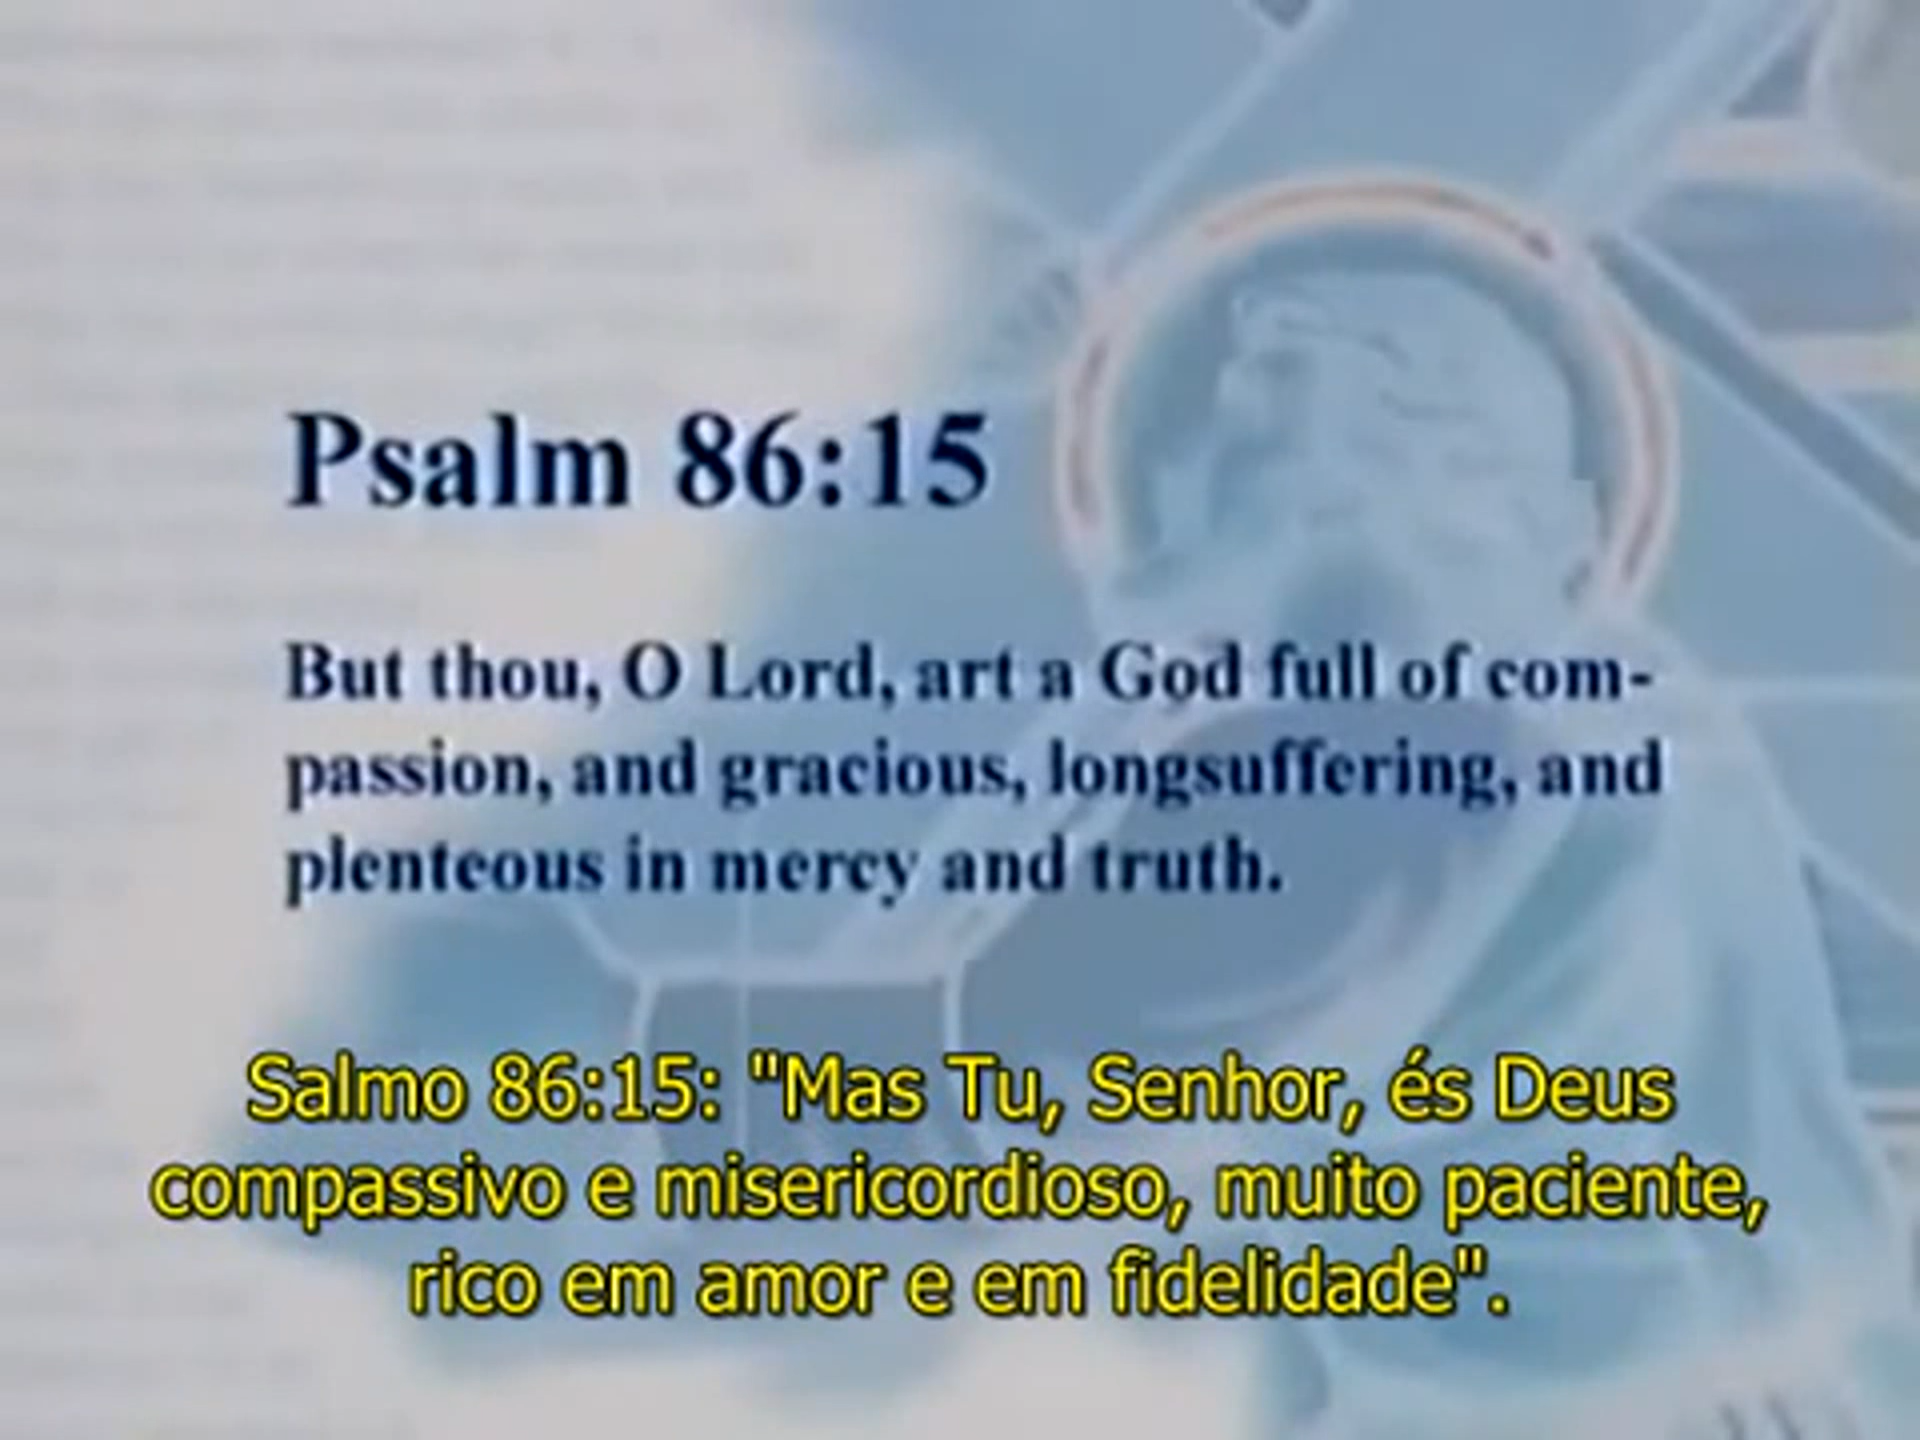 Psalm 86:15
But thou, O Lord, art a God full of com-
passion, and gracious, longsuffering, and
plenteous in mercy and truth.
Salmo 86:15: "Mas Tu, Senhor, és Deus
compassivo e misericordioso, muito paciente,
rico em amor e em fidelidade".